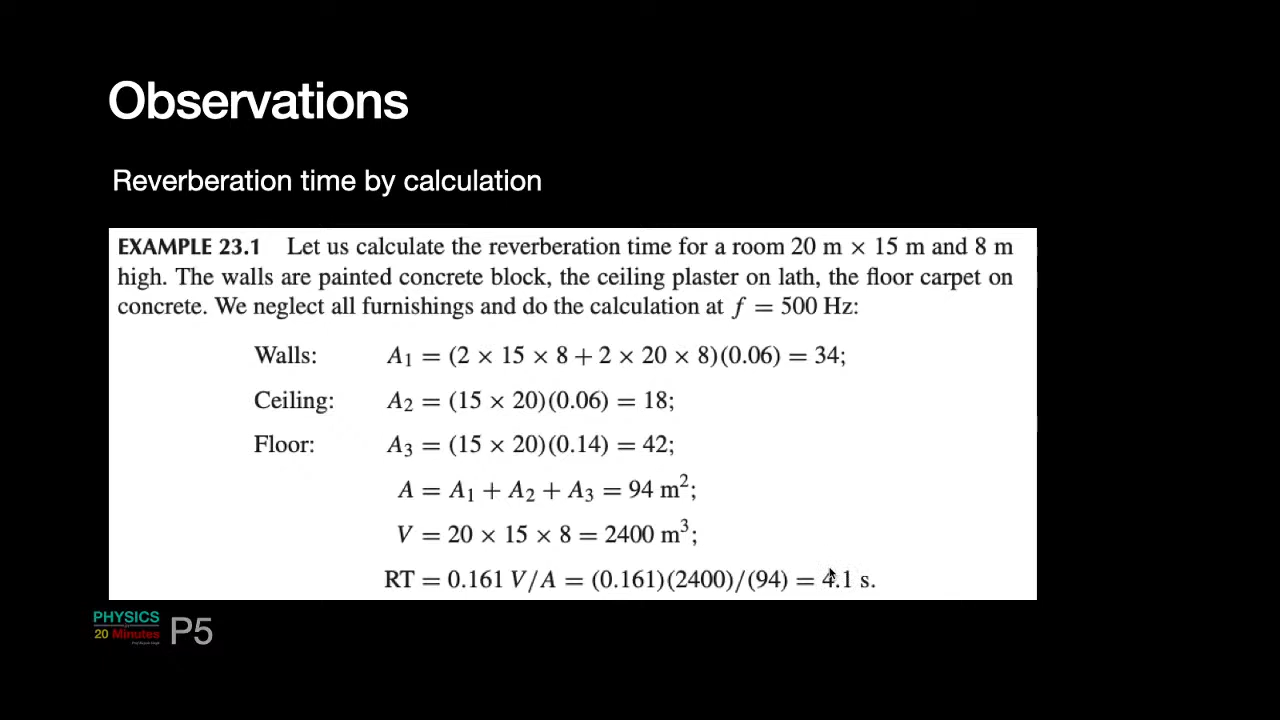 Observations
Reverberation time by calculation
EXAMPLE 23.1 Let us calculate the reverberation time for a room 20 m × 15 m and 8 m
high. The walls are painted concrete block, the ceiling plaster on lath, the floor carpet on
concrete. We neglect all furnishings and do the calculation at f = 500 Hz:
Walls: A₁ = (2 × 15 × 8 + 2 × 20 × 8)(0.06) = 34;
Ceiling: A₂ = (15 × 20)(0.06) = 18;
Floor: A₃ = (15 × 20)(0.14) = 42;
A = A₁ + A₂ + A₃ = 94 m²;
V = 20 × 15 × 8 = 2400 m³;
RT = 0.161 V/A = (0.161)(2400)/(94) = 4.1 s.
PHYSICS
20 Minutes
P5